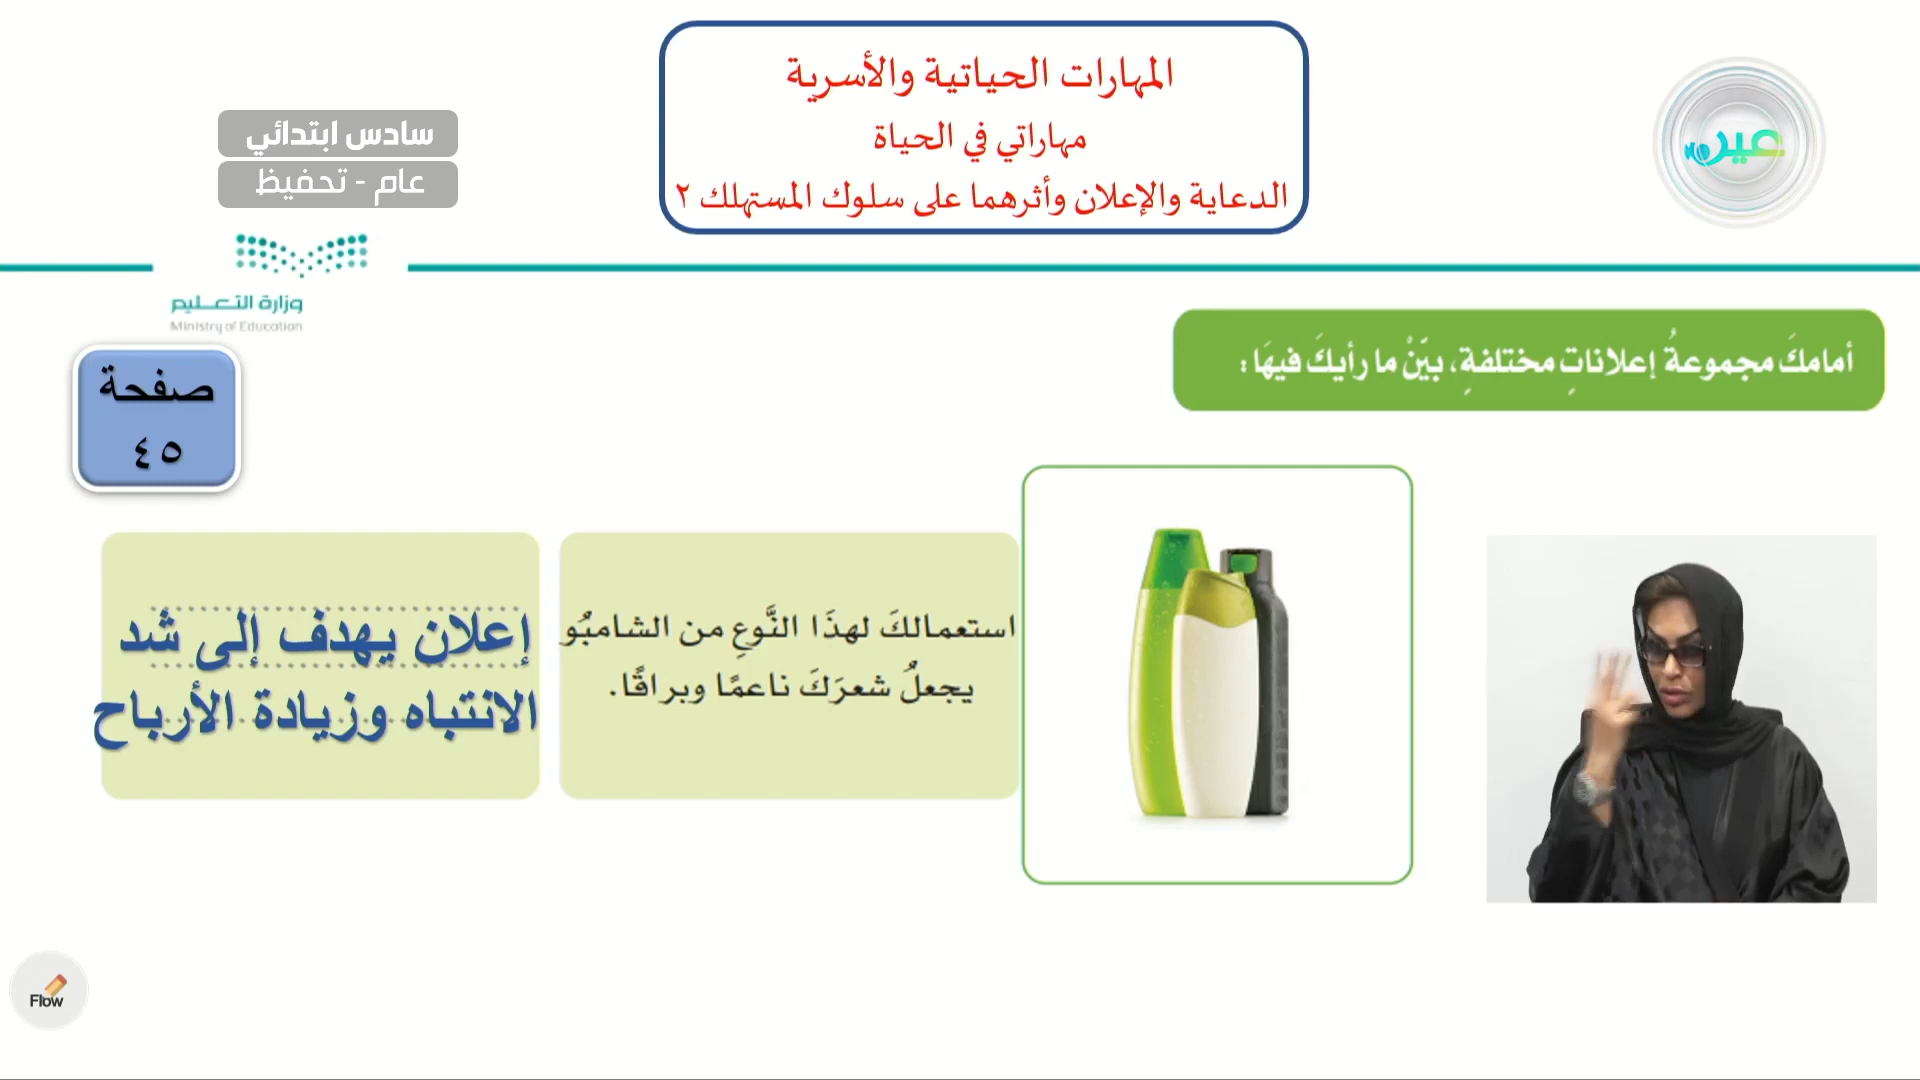 المهارات الحياتية والأسرية
مهاراتي في الحياة
الدعاية والإعلان وأثرهما على سلوك المستهلك ٢
عين
سادس ابتدائي
عام - تحفيظ
وزارة التعليم
Ministry of Education
أمامكَ مجموعةُ إعلاناتٍ مختلفةٍ، بيّنْ ما رأيكَ فيهَا:
صفحة
٤٥
استعمالكَ لهذَا النَّوعِ من الشامبُو
يجعلُ شعرَكَ ناعمًا وبراقًا.
إعلان يهدف إلى شد
الانتباه وزيادة الأرباح
Flow